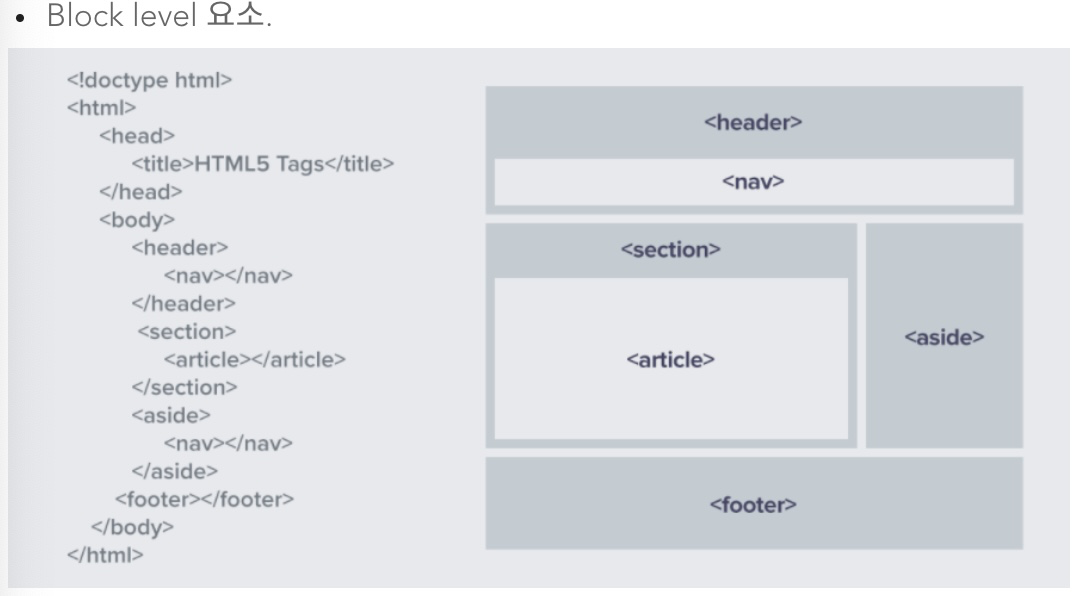 • Block level 요소.
<!doctype html>
<html>
<head>
<title>HTML5 Tags</title>
</head>
<body>
<header>
<nav></nav>
</header>
<section>
<article></article>
</section>
<aside>
<nav></nav>
</aside>
<footer></footer>
</body>
</html>
<header>
<nav>
<section>
<article>
<aside>
<footer>